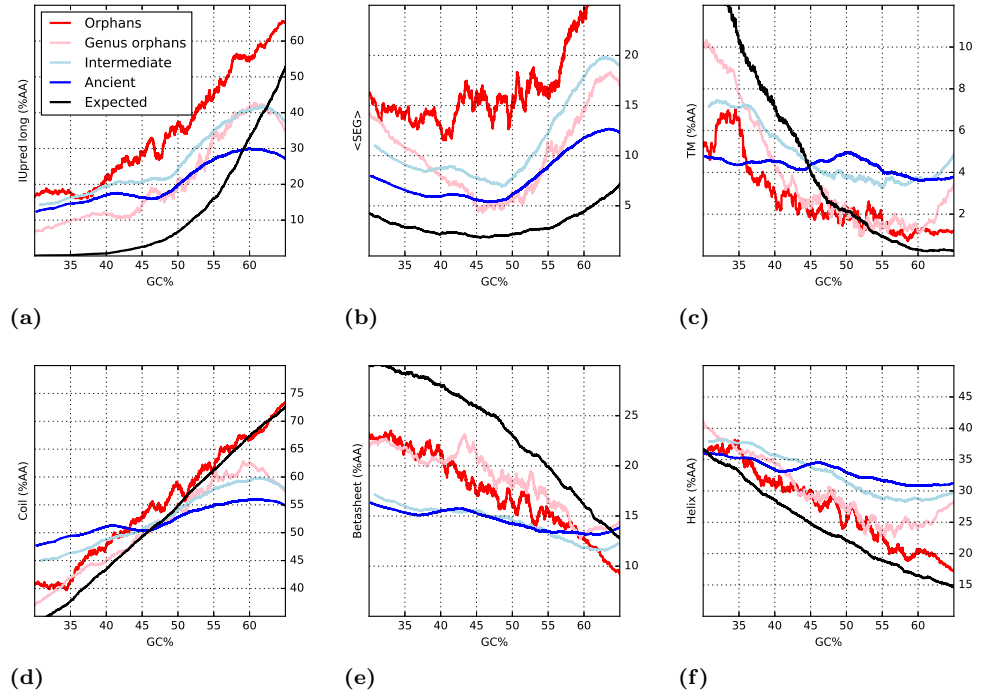 Orphans
Genus orphans
Intermediate
Ancient
Expected
IUpred long (%AA)
60
50
40
30
20
10
35 40 45 50 55 60
GC%
(a)
<SEG>
20
15
10
5
35 40 45 50 55 60
GC%
(b)
TM (%AA)
10
8
6
4
2
35 40 45 50 55 60
GC%
(c)
Coil (%AA)
75
70
65
60
55
50
45
40
35 40 45 50 55 60
GC%
(d)
Betasheet (%AA)
25
20
15
10
35 40 45 50 55 60
GC%
(e)
Helix (%AA)
45
40
35
30
25
20
15
35 40 45 50 55 60
GC%
(f)